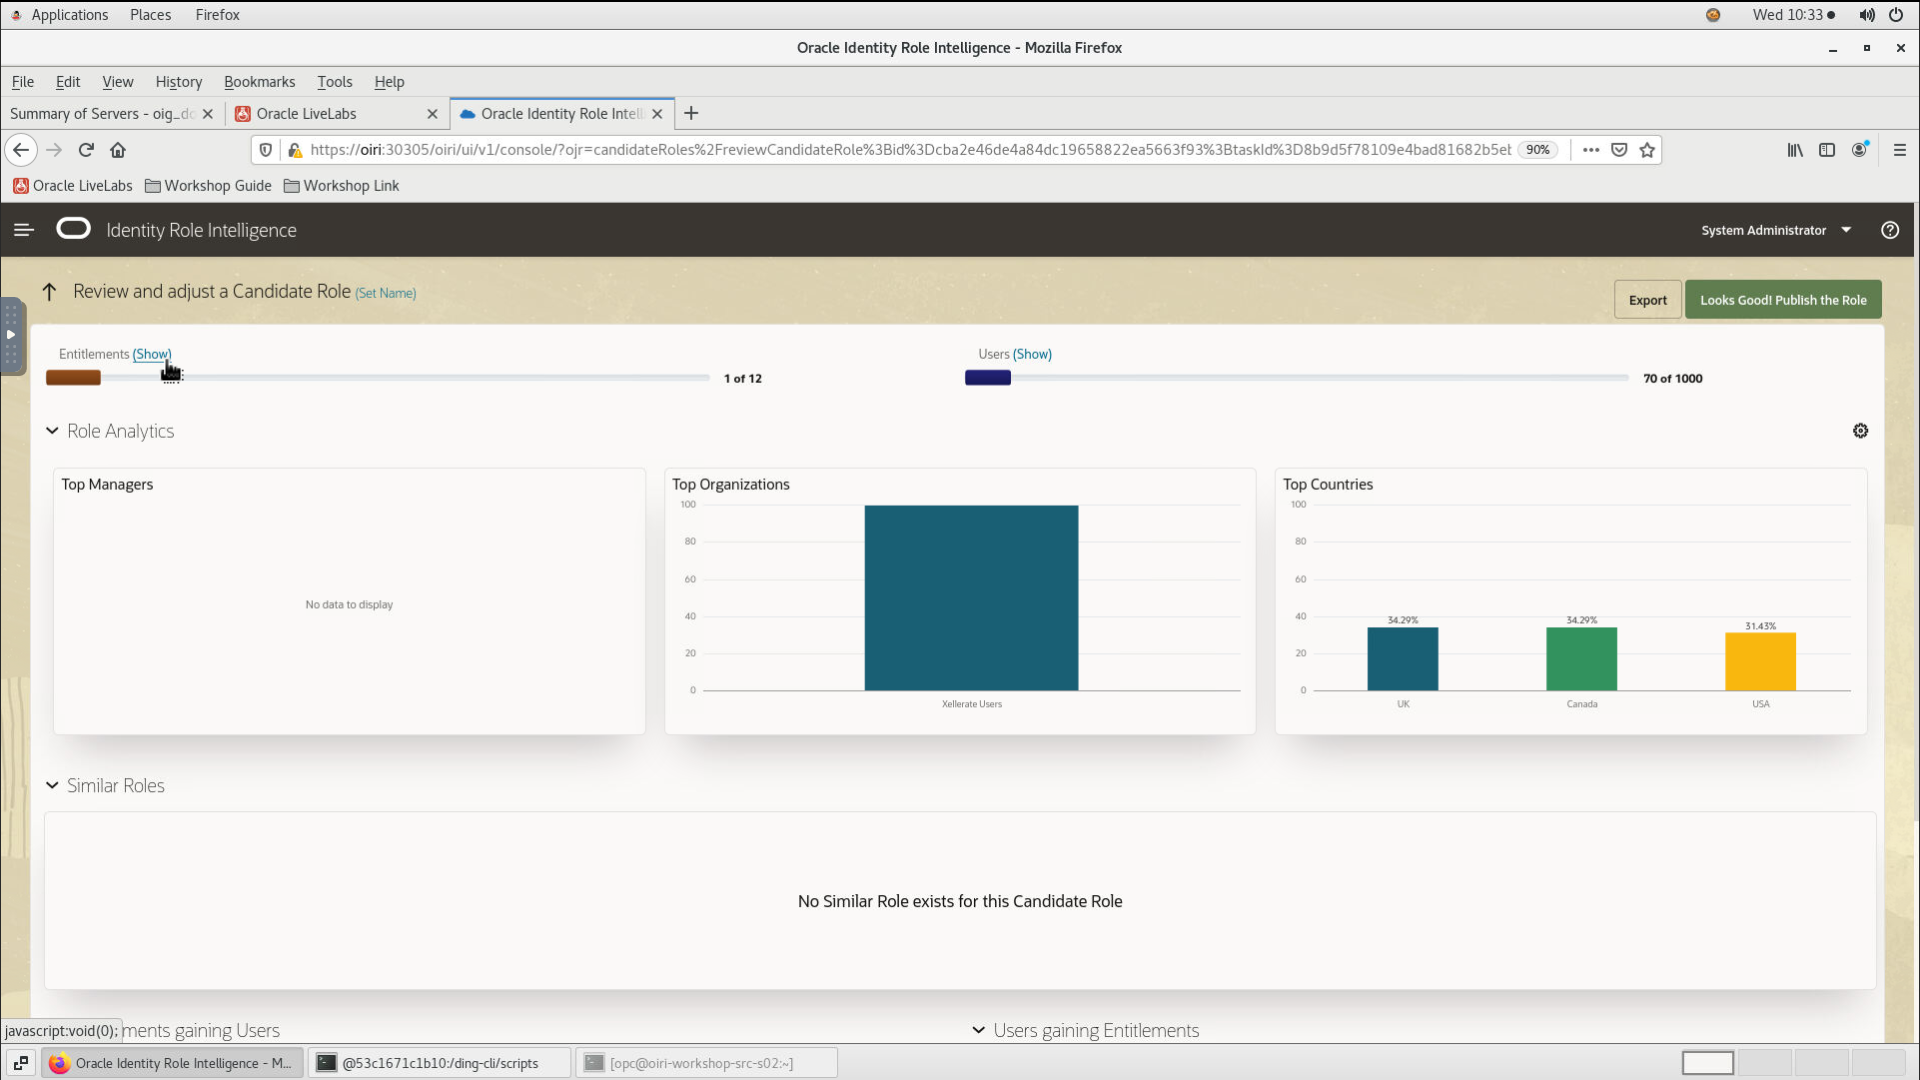 Applications Places Firefox Wed 10:33
Oracle Identity Role Intelligence - Mozilla Firefox
File Edit View History Bookmarks Tools Help
Summary of Servers - oig_do Oracle LiveLabs Oracle Identity Role Intell
https://oiri:30305/oiri/ui/v1/console/?ojr=candidateRoles%2FreviewCandidateRole%3Bid%3Dcba2e46de4a84dc19658822ea5663f93%3BtaskId%3D8b9d5f78109e4bad81682b5eb 90%
Oracle LiveLabs Workshop Guide Workshop Link
Identity Role Intelligence System Administrator
Review and adjust a Candidate Role (Set Name) Export Looks Good! Publish the Role
Entitlements (Show) Users (Show)
1 of 12 70 of 1000
Role Analytics
Top Managers
No data to display
Top Organizations
100
80
60
40
20
0
Xellerate Users
Top Countries
100
80
60
40
20
0
34.29% 34.29% 31.43%
UK Canada USA
Similar Roles
No Similar Role exists for this Candidate Role
javascript:void(0); ments gaining Users Users gaining Entitlements
Oracle Identity Role Intelligence - M... @53c1671c1b10:/ding-cli/scripts [opc@oiri-workshop-src-s02:~]